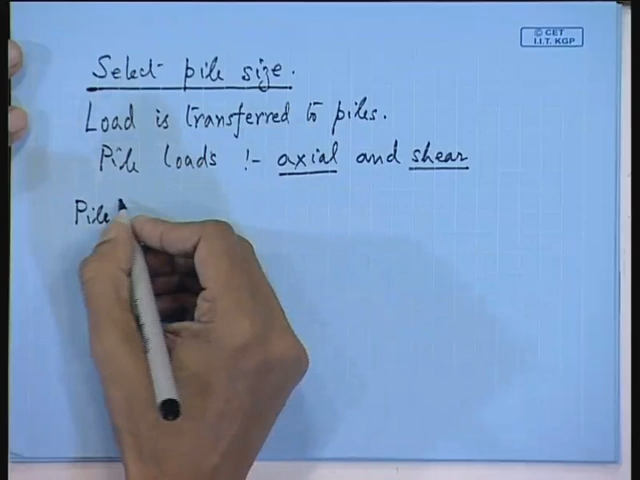 © CET
I.I.T. KGP
Select pile size.
Load is transferred to piles.
Pile loads :- axial and shear
Pile